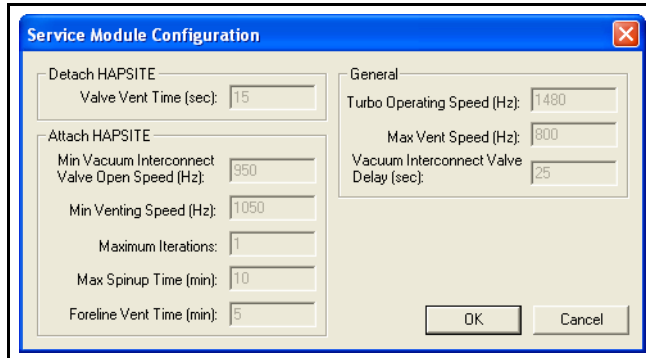 Service Module Configuration
Detach HAPSITE
Valve Vent Time (sec): 15
Attach HAPSITE
Min Vacuum Interconnect
Valve Open Speed (Hz): 950
Min Venting Speed (Hz): 1050
Maximum Iterations: 1
Max Spinup Time (min): 10
Foreline Vent Time (min): 5
General
Turbo Operating Speed (Hz): 1480
Max Vent Speed (Hz): 800
Vacuum Interconnect Valve
Delay (sec): 25
OK
Cancel